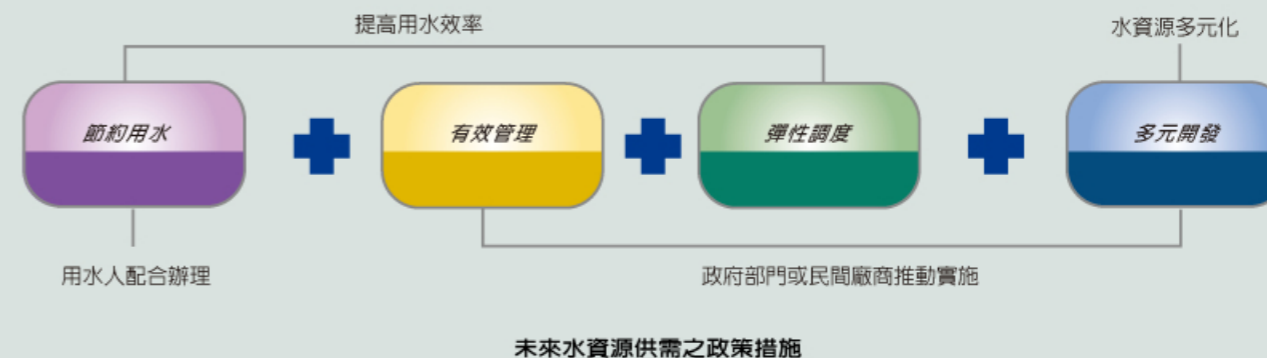 提高用水效率
水資源多元化
節約用水
有效管理
彈性調度
多元開發
用水人配合辦理
政府部門或民間廠商推動實施
未來水資源供需之政策措施